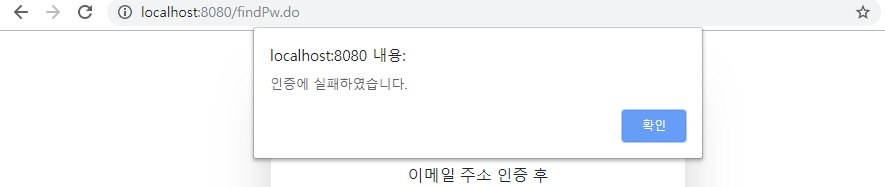 localhost:8080/findPw.do
localhost:8080 내용:
인증에 실패하였습니다.
확인
이메일 주소 인증 후